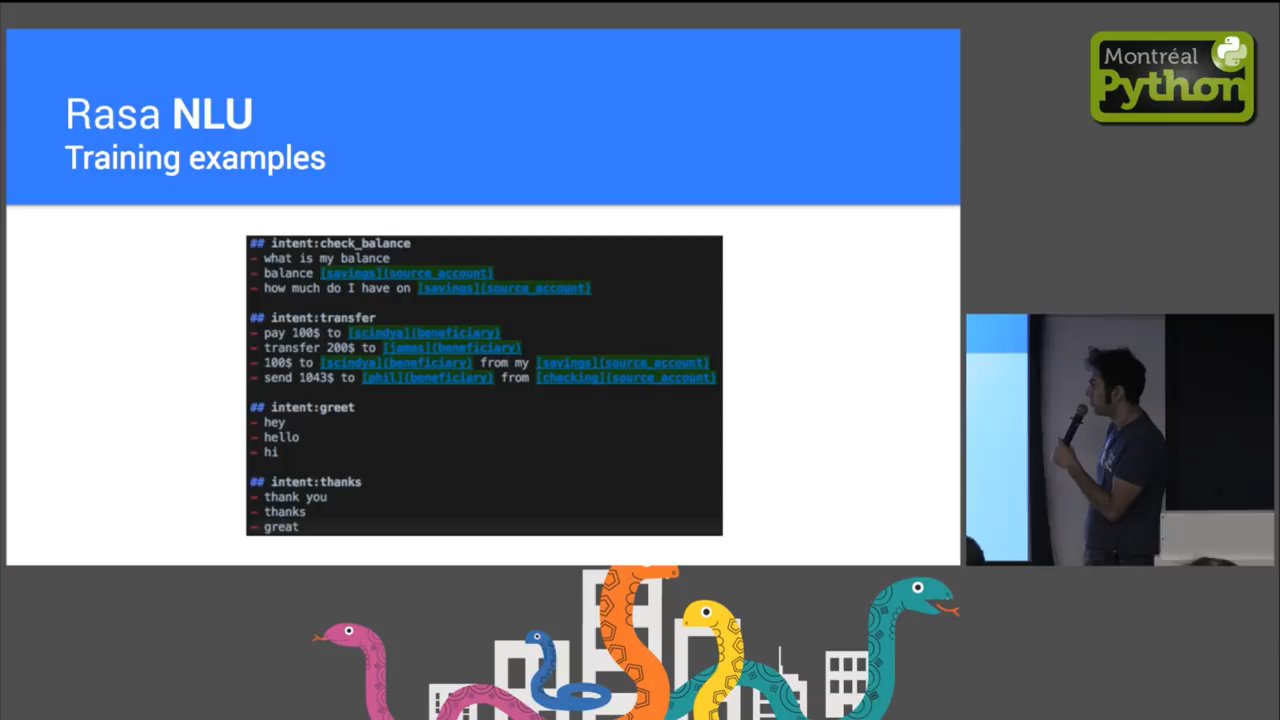 Rasa NLU
Training examples
## intent:check_balance
- what is my balance
- balance [savings](source_account)
- how much do I have on [savings](source_account)
## intent:transfer
- pay 100$ to [scindya](beneficiary)
- transfer 200$ to [james](beneficiary)
- 100$ to [scindya](beneficiary) from my [savings](source_account)
- send 1043$ to [phil](beneficiary) from [checking](source_account)
## intent:greet
- hey
- hello
- hi
## intent:thanks
- thank you
- thanks
- great
Montréal
Python